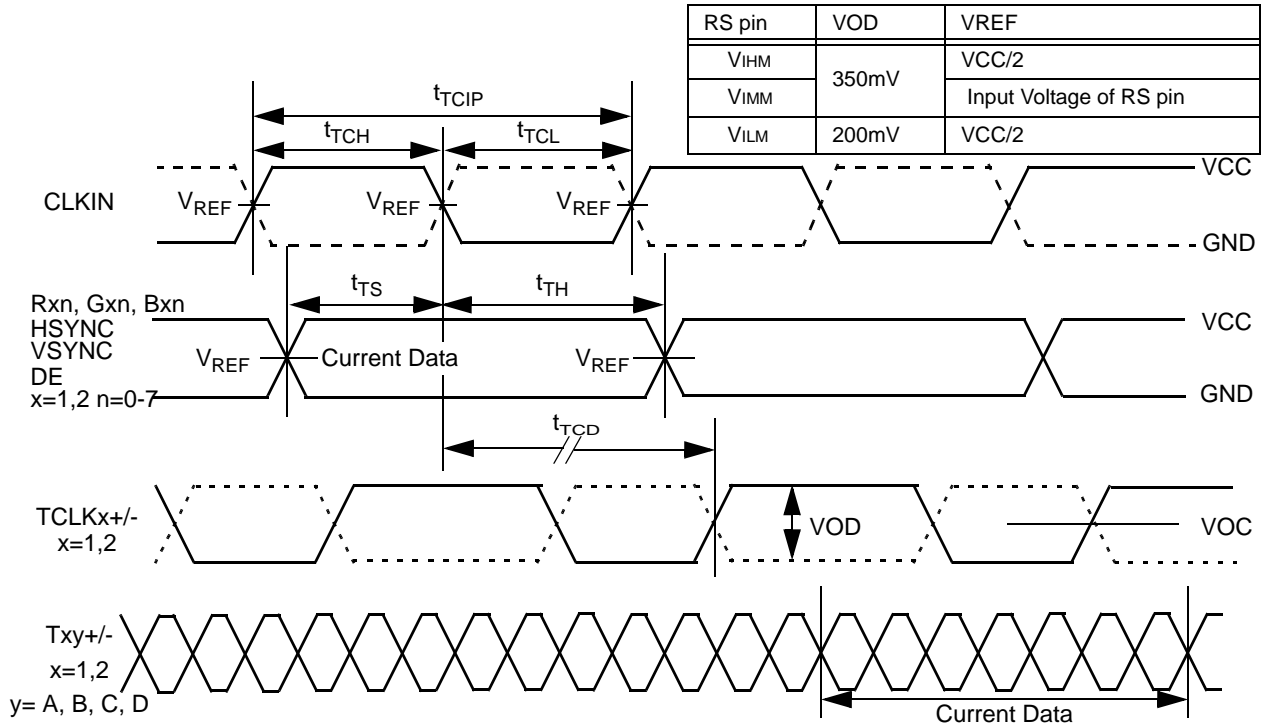 RS pin VOD VREF
VIHM 350mV VCC/2
VIMM Input Voltage of RS pin
VILM 200mV VCC/2
tTCIP
tTCH tTCL
CLKIN VREF VREF VREF VCC
GND
tTS tTH
Rxn, Gxn, Bxn
HSYNC VCC
VSYNC VREF Current Data VREF
DE
x=1,2 n=0-7 GND
tTCD
TCLKx+/- VOD VOC
x=1,2
Txy+/-
x=1,2
y= A, B, C, D
Current Data